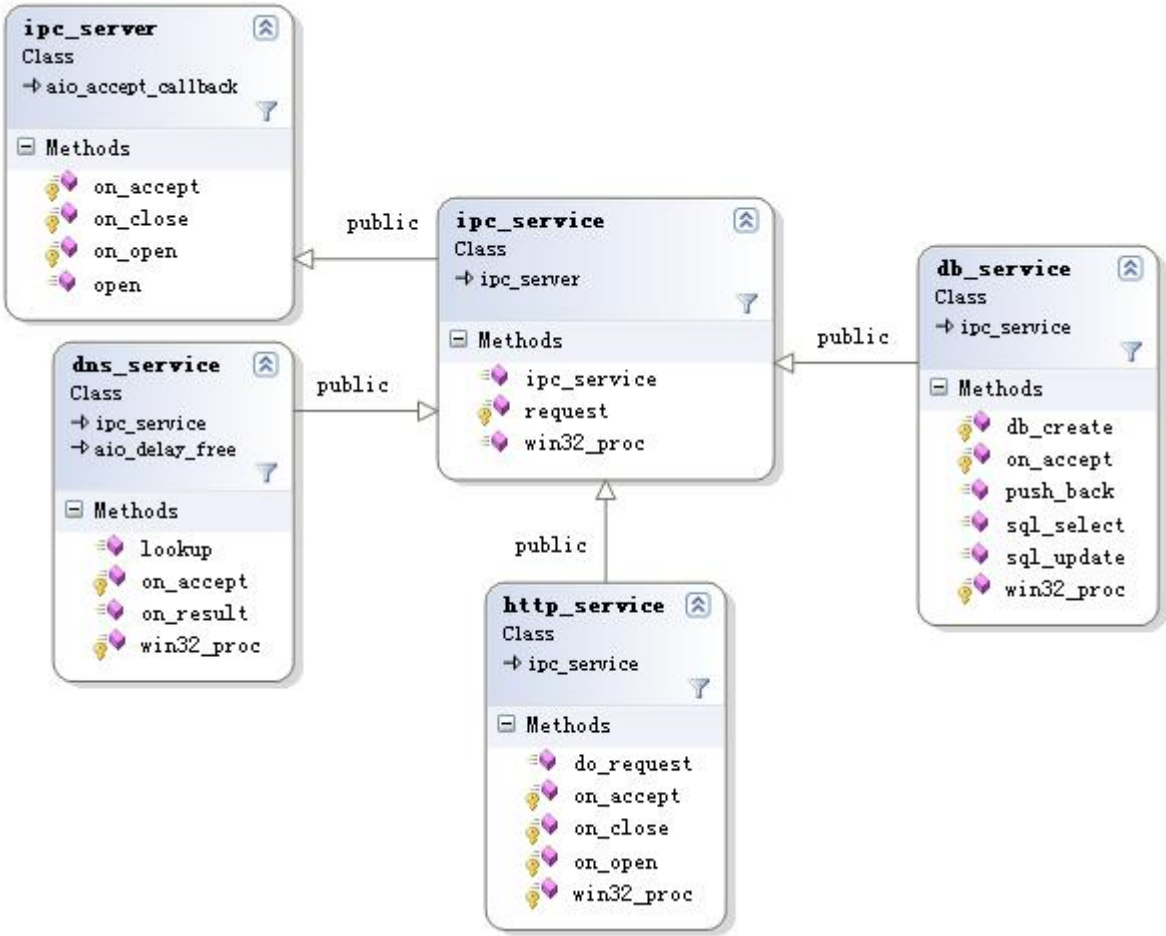 ipc_server
Class
aio_accept_callback
Methods
on_accept
on_close
on_open
open
public
ipc_service
Class
ipc_server
Methods
ipc_service
request
win32_proc
public
db_service
Class
ipc_service
Methods
db_create
on_accept
push_back
sql_select
sql_update
win32_proc
dns_service
Class
ipc_service
aio_delay_free
Methods
lookup
on_accept
on_result
win32_proc
public
public
http_service
Class
ipc_service
Methods
do_request
on_accept
on_close
on_open
win32_proc